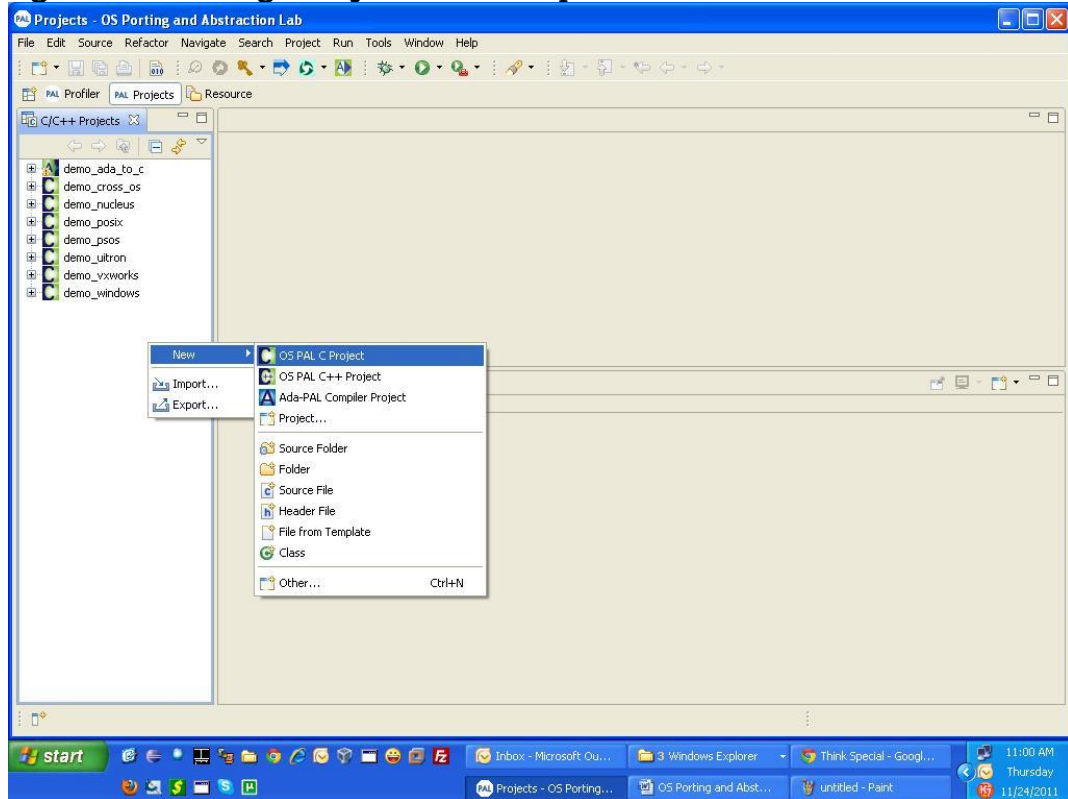 Projects - OS Porting and Abstraction Lab
File Edit Source Refactor Navigate Search Project Run Tools Window Help
PAL Profiler PAL Projects Resource
C/C++ Projects
demo_ada_to_c
demo_cross_os
demo_nucleus
demo_posix
demo_psos
demo_uitron
demo_vxworks
demo_windows
New
Import...
Export...
OS PAL C Project
OS PAL C++ Project
Ada-PAL Compiler Project
Project...
Source Folder
Folder
Source File
Header File
File from Template
Class
Other... Ctrl+N
start
Inbox - Microsoft Ou...
3 Windows Explorer
Think Special - Googl...
11:00 AM
Projects - OS Porting...
OS Porting and Abst...
untitled - Paint
Thursday
11/24/2011